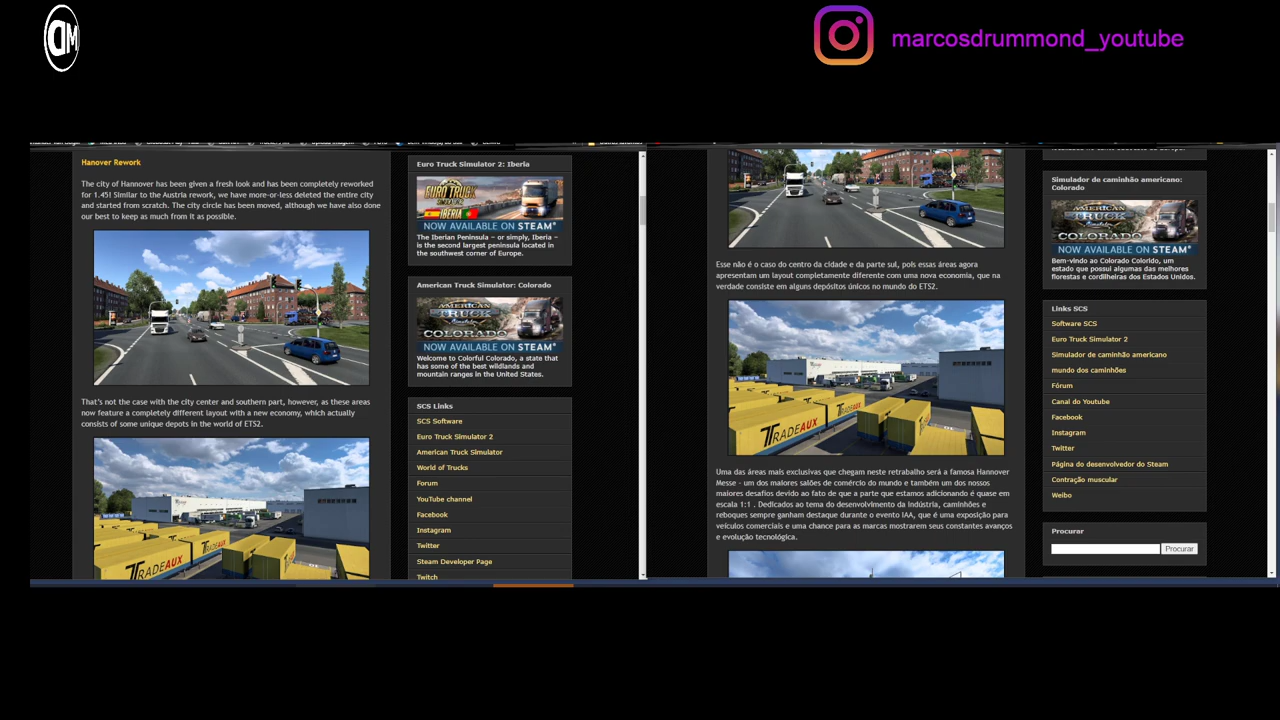 DM
marcosdrummond_youtube
Hanover Rework
The city of Hannover has been given a fresh look and has been completely reworked
for 1.45! Similar to the Austria rework, we have more-or-less deleted the entire city
and started from scratch. The city circle has been moved, although we have also done
our best to keep as much from it as possible.
That's not the case with the city center and southern part, however, as these areas
now feature a completely different layout with a new economy, which actually
consists of some unique depots in the world of ETS2.
TRADEAUX
Euro Truck Simulator 2: Iberia
EURO TRUCK
IBERIA
NOW AVAILABLE ON STEAM
The Iberian Peninsula – or simply, Iberia –
is the second largest peninsula located in
the southwest corner of Europe.
American Truck Simulator: Colorado
AMERICAN
TRUCK
COLORADO
NOW AVAILABLE ON STEAM
Welcome to Colorful Colorado, a state that
has some of the best wildlands and
mountain ranges in the United States.
SCS Links
SCS Software
Euro Truck Simulator 2
American Truck Simulator
World of Trucks
Forum
YouTube channel
Facebook
Instagram
Twitter
Steam Developer Page
Twitch
Esse não é o caso do centro da cidade e da parte sul, pois essas áreas agora
apresentam um layout completamente diferente com uma nova economia, que na
verdade consiste em alguns depósitos únicos no mundo do ETS2.
TRADEAUX
Uma das áreas mais exclusivas que chegam neste retrabalho será a famosa Hannover
Messe - um dos maiores salões de comércio do mundo e também um dos nossos
maiores desafios devido ao fato de que a parte que estamos adicionando é quase em
escala 1:1 . Dedicados ao tema do desenvolvimento da indústria, caminhões e
reboques sempre ganham destaque durante o evento IAA, que é uma exposição para
veículos comerciais e uma chance para as marcas mostrarem seus constantes avanços
e evolução tecnológica.
Simulador de caminhão americano:
Colorado
AMERICAN
TRUCK
COLORADO
NOW AVAILABLE ON STEAM
Bem-vindo ao Colorado Colorido, um
estado que possui algumas das melhores
florestas e cordilheiras dos Estados Unidos.
Links SCS
Software SCS
Euro Truck Simulator 2
Simulador de caminhão americano
mundo dos caminhões
Fórum
Canal do Youtube
Facebook
Instagram
Twitter
Página do desenvolvedor do Steam
Contração muscular
Weibo
Procurar
Procurar